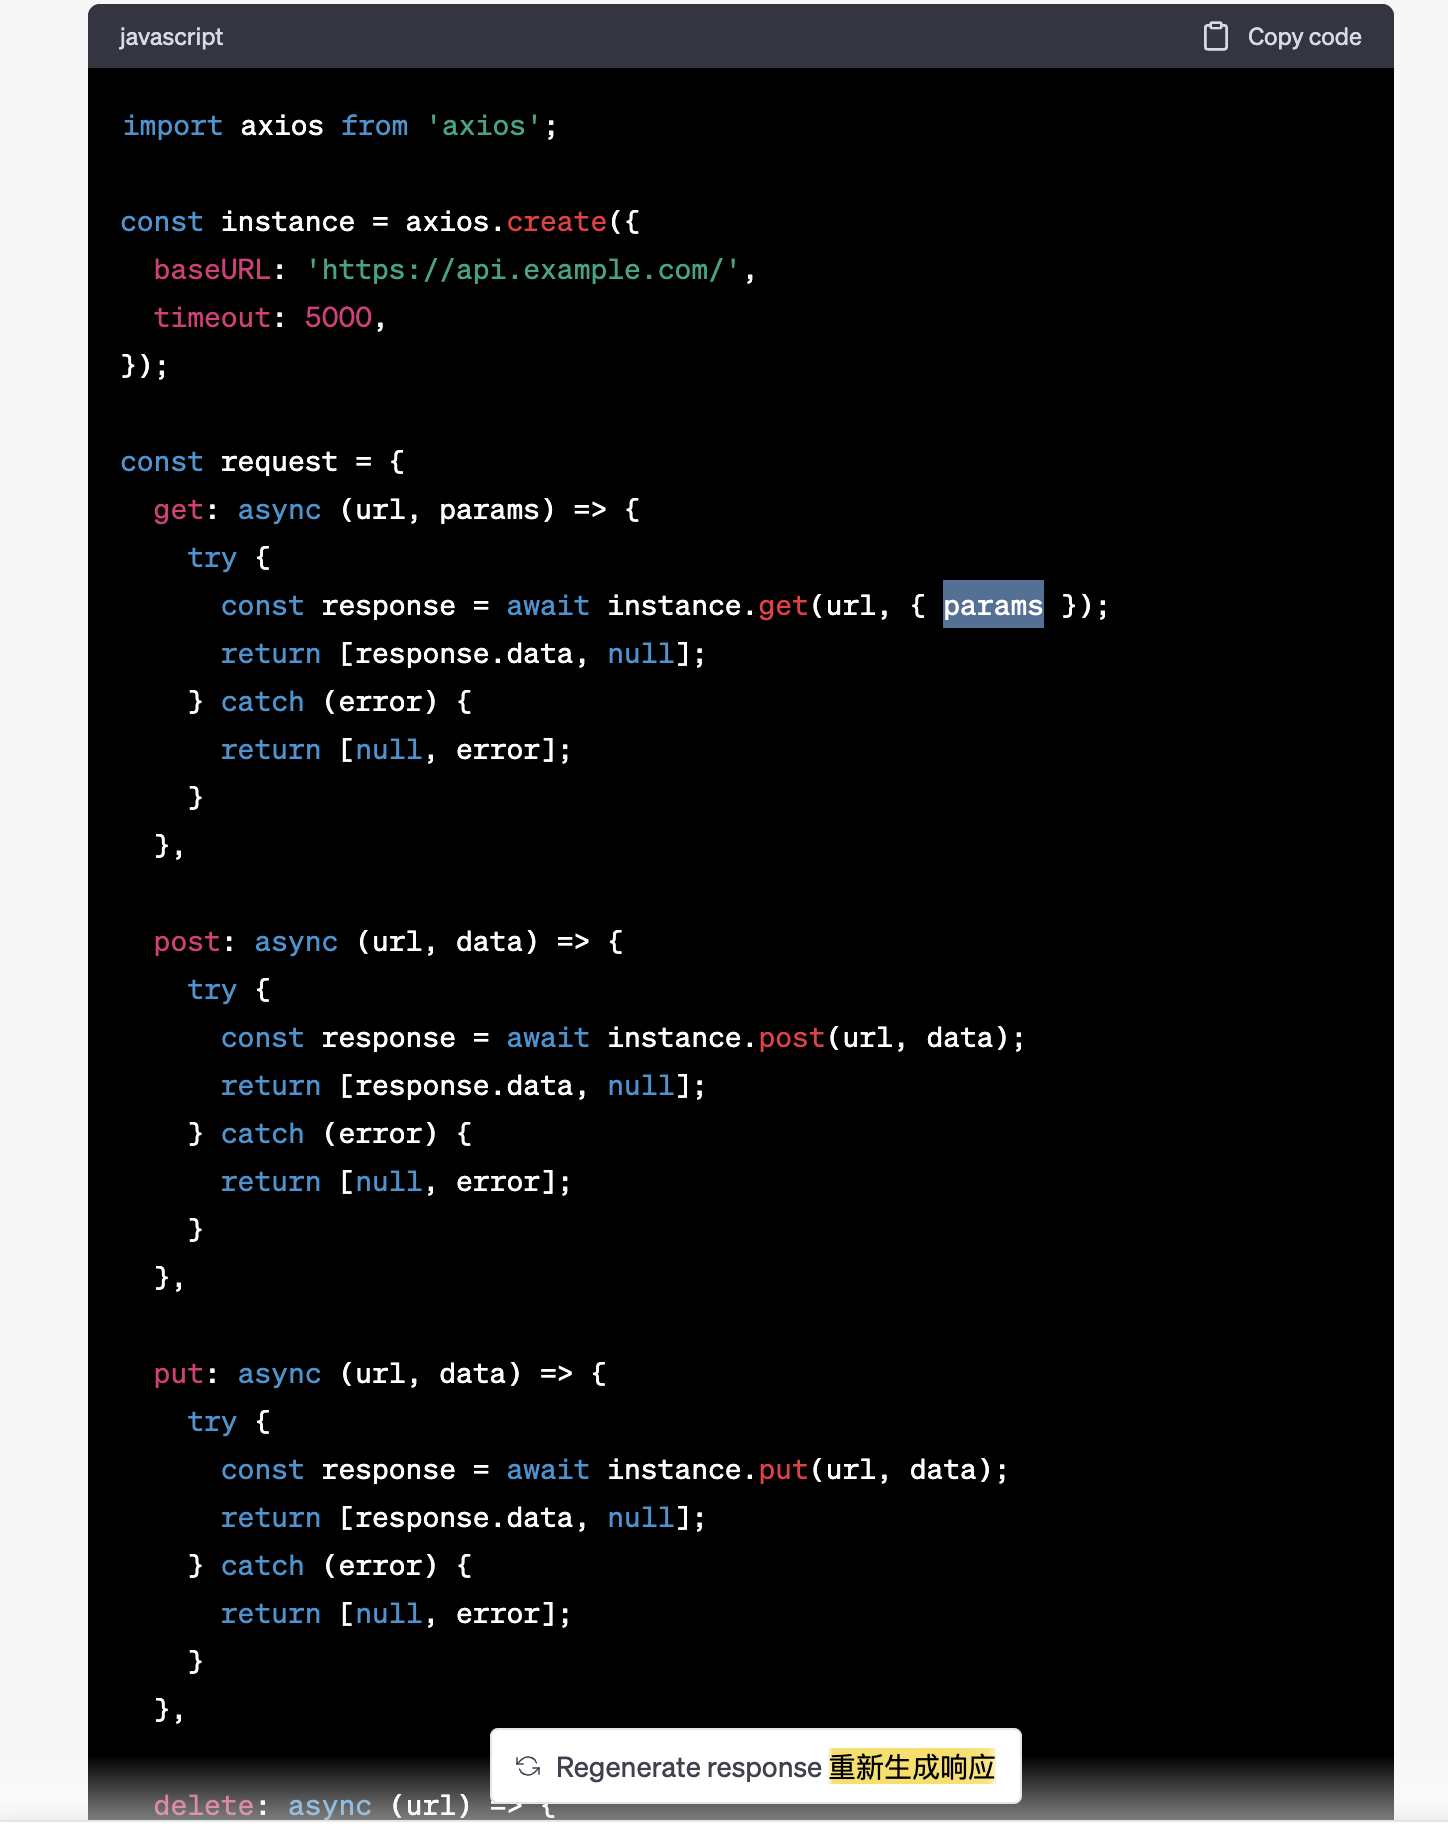 javascript
Copy code
import axios from 'axios';
const instance = axios.create({
  baseURL: 'https://api.example.com/',
  timeout: 5000,
});
const request = {
  get: async (url, params) => {
    try {
      const response = await instance.get(url, { params });
      return [response.data, null];
    } catch (error) {
      return [null, error];
    }
  },
  post: async (url, data) => {
    try {
      const response = await instance.post(url, data);
      return [response.data, null];
    } catch (error) {
      return [null, error];
    }
  },
  put: async (url, data) => {
    try {
      const response = await instance.put(url, data);
      return [response.data, null];
    } catch (error) {
      return [null, error];
    }
  },
Regenerate response 重新生成响应
  delete: async (url) => {